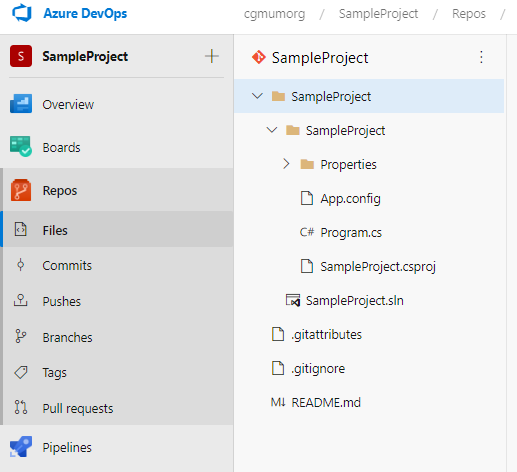 Azure DevOps
cgmumorg / SampleProject / Repos /
S SampleProject +
Overview
Boards
Repos
Files
Commits
Pushes
Branches
Tags
Pull requests
Pipelines
SampleProject
SampleProject
SampleProject
Properties
App.config
C# Program.cs
SampleProject.csproj
SampleProject.sln
.gitattributes
.gitignore
M↓ README.md